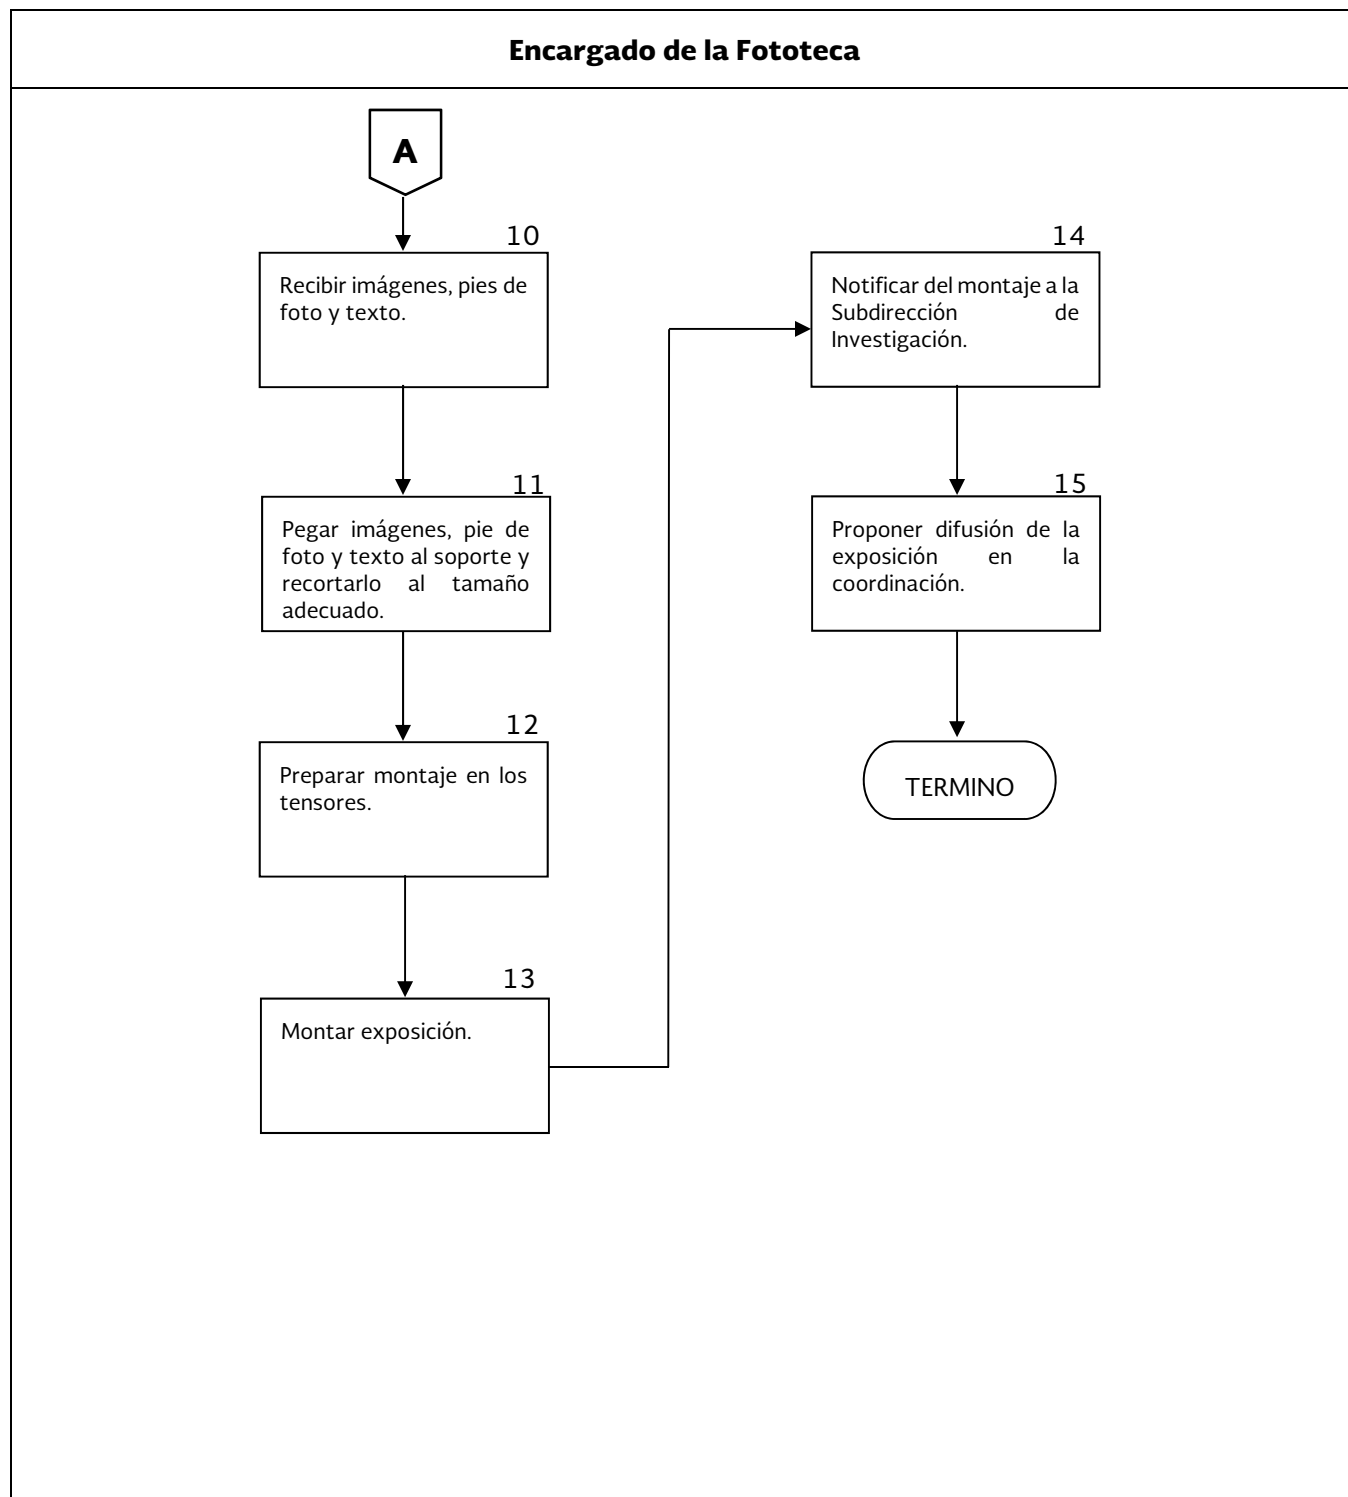 Encargado de la Fototeca
A
10
Recibir imágenes, pies de
foto y texto.
11
Pegar imágenes, pie de
foto y texto al soporte y
recortarlo al tamaño
adecuado.
12
Preparar montaje en los
tensores.
13
Montar exposición.
14
Notificar del montaje a la
Subdirección de
Investigación.
15
Proponer difusión de la
exposición en la
coordinación.
TERMINO